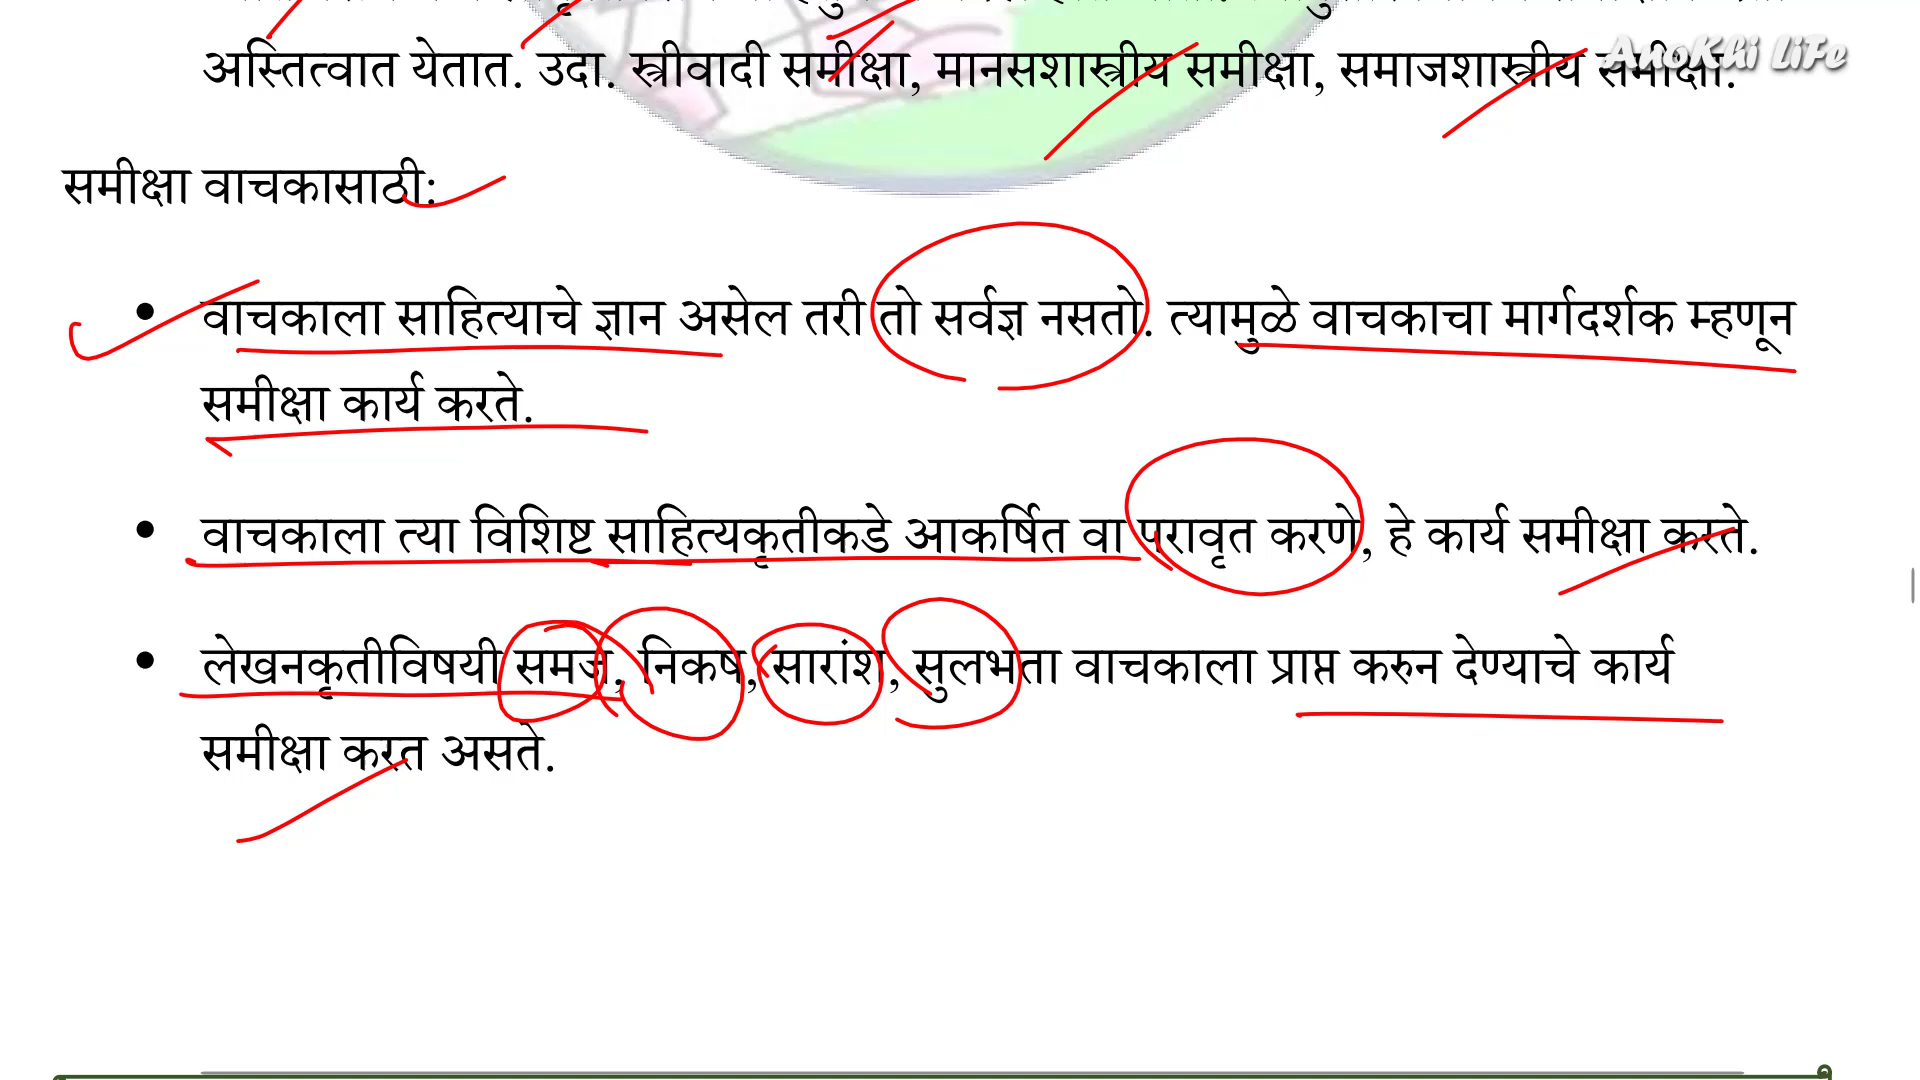 अस्तित्वात येतात. उदा. स्त्रीवादी समीक्षा, मानसशास्त्रीय समीक्षा, समाजशास्त्रीय समीक्षा.
AnoKhi LiFe
समीक्षा वाचकासाठी:
• वाचकाला साहित्याचे ज्ञान असेल तरी तो सर्वज्ञ नसतो. त्यामुळे वाचकाचा मार्गदर्शक म्हणून
समीक्षा कार्य करते.
• वाचकाला त्या विशिष्ट साहित्यकृतीकडे आकर्षित वा परावृत करणे, हे कार्य समीक्षा करते.
• लेखनकृतीविषयी समज, निकष, सारांश, सुलभता वाचकाला प्राप्त करुन देण्याचे कार्य
समीक्षा करत असते.